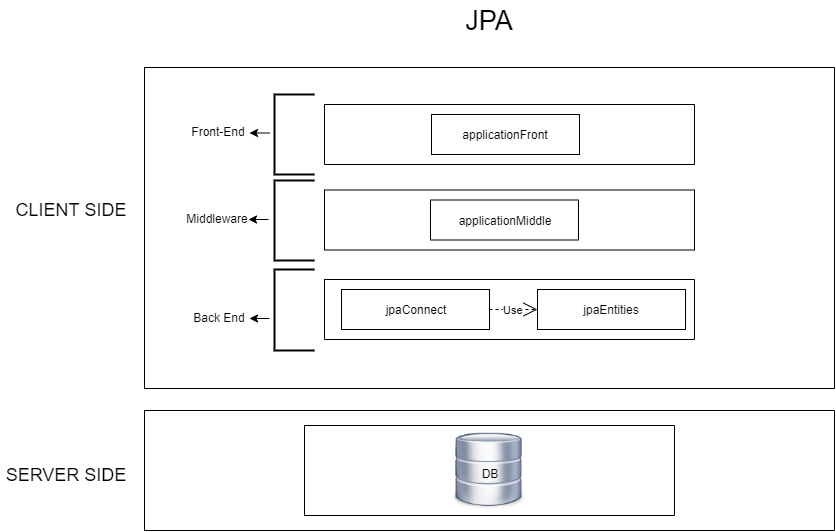 JPA
CLIENT SIDE
Front-End
applicationFront
Middleware
applicationMiddle
Back End
jpaConnect
Use
jpaEntities
SERVER SIDE
DB